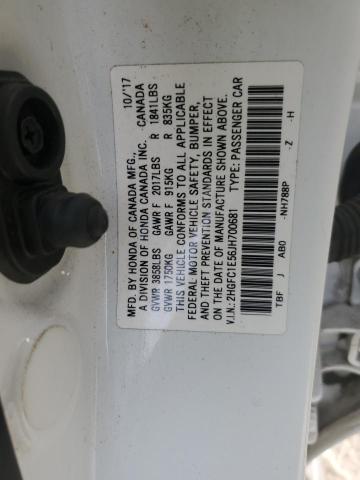 MFD. BY HONDA OF CANADA MFG., 10/17
A DIVISION OF HONDA CANADA INC. CANADA
GVWR 3858LBS GAWR F 2017LBS R 1841LBS
GVWR 1750KG GAWR F 915KG R 835KG
THIS VEHICLE CONFORMS TO ALL APPLICABLE
FEDERAL MOTOR VEHICLE SAFETY, BUMPER,
AND THEFT PREVENTION STANDARDS IN EFFECT
ON THE DATE OF MANUFACTURE SHOWN ABOVE.
V.I.N.: 2HGFC1E56JH700681 TYPE: PASSENGER CAR
TBF J AB0 -NH788P -Z -H